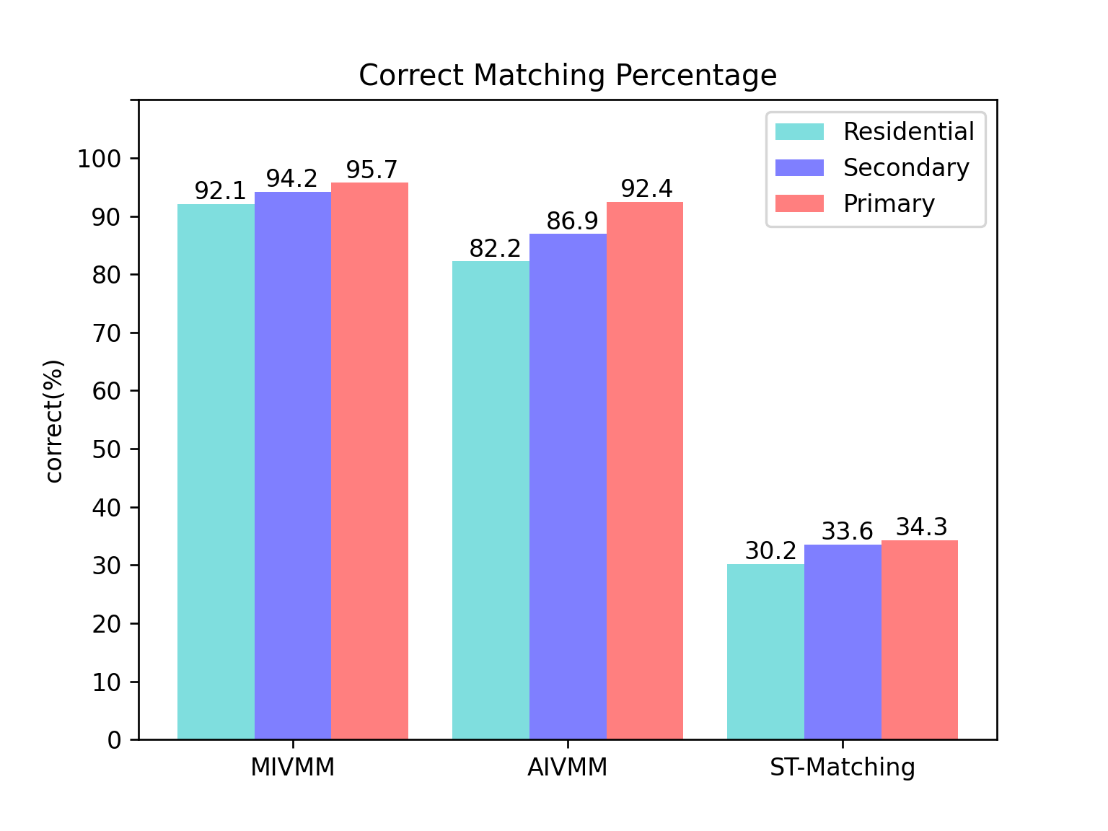 Correct Matching Percentage
Residential
Secondary
Primary
correct(%)
100
90
80
70
60
50
40
30
20
10
0
92.1 94.2 95.7
82.2 86.9 92.4
30.2 33.6 34.3
MIVMM AIVMM ST-Matching